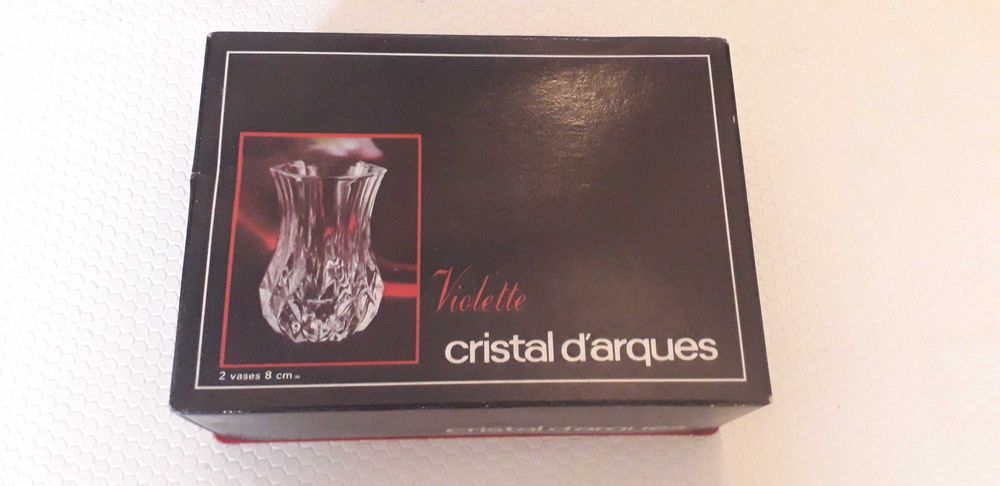 Violette
cristal d'arques
2 vases 8 cm
cristal d'arques